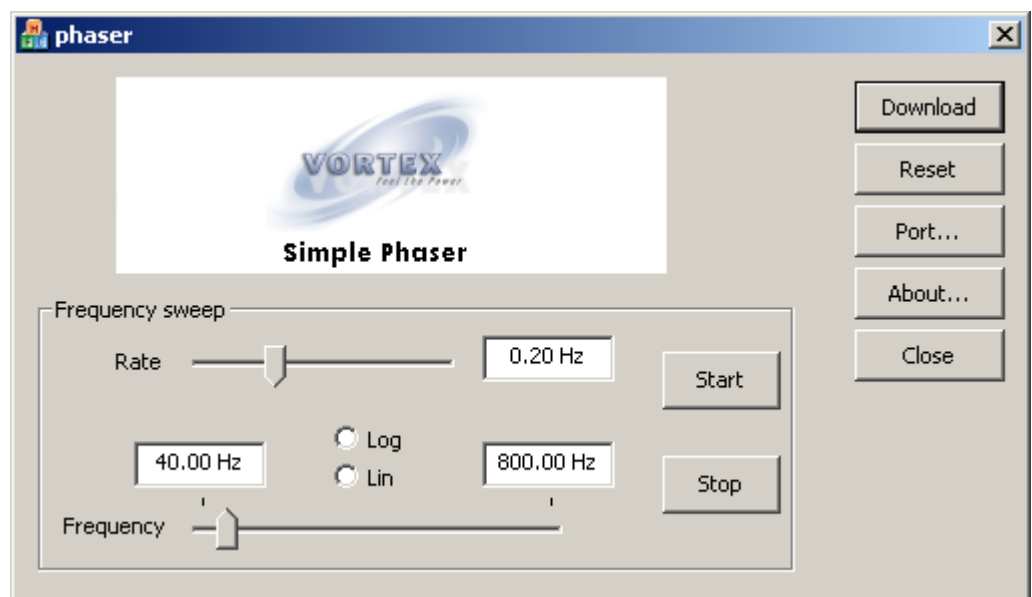 phaser
VORTEX
Feel the Power
Simple Phaser
Download
Reset
Port...
About...
Close
Frequency sweep
Rate
0.20 Hz
Start
40.00 Hz
Log
Lin
800.00 Hz
Stop
Frequency